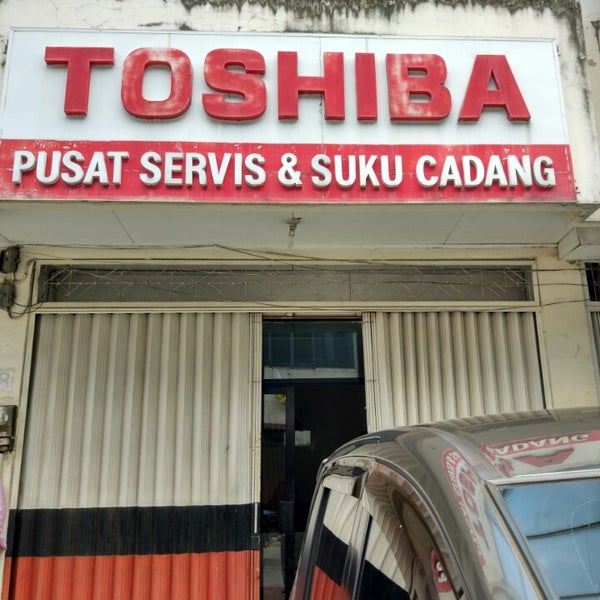 TOSHIBA
PUSAT SERVIS & SUKU CADANG